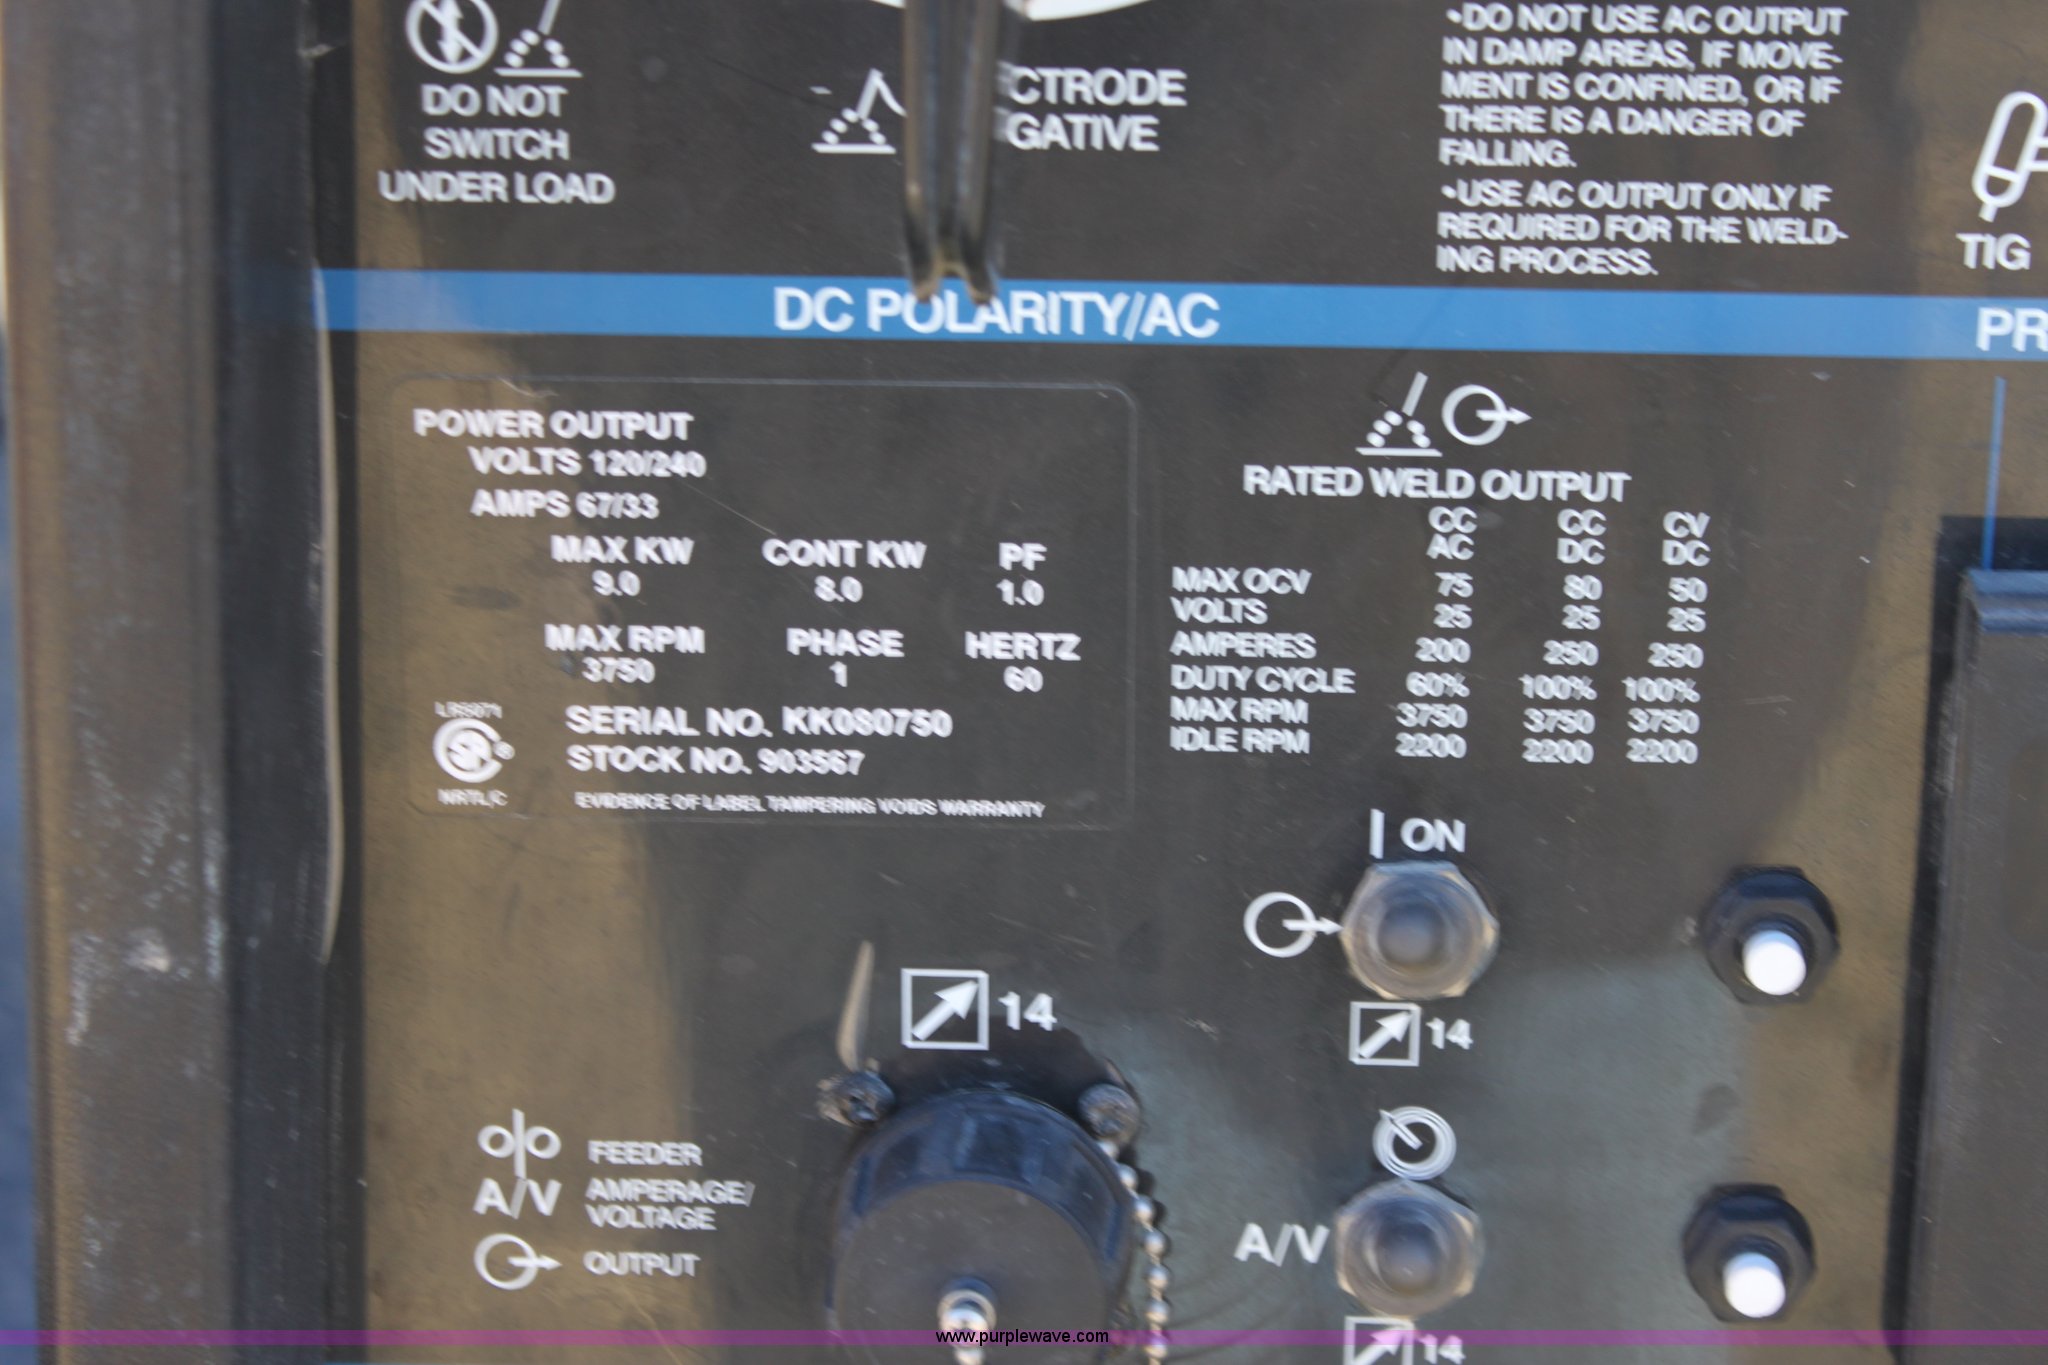 DO NOT
SWITCH
UNDER LOAD
CTRODE
GATIVE
•DO NOT USE AC OUTPUT
IN DAMP AREAS, IF MOVE-
MENT IS CONFINED, OR IF
THERE IS A DANGER OF
FALLING.
•USE AC OUTPUT ONLY IF
REQUIRED FOR THE WELD-
ING PROCESS.
TIG
DC POLARITY/AC
PR
POWER OUTPUT
VOLTS 120/240
AMPS 67/33
MAX KW CONT KW PF
9.0 8.0 1.0
MAX RPM PHASE HERTZ
3750 1 60
SERIAL NO. KK080750
STOCK NO. 903567
NRTL/C
EVIDENCE OF LABEL TAMPERING VOIDS WARRANTY
RATED WELD OUTPUT
CC CC CV
AC DC DC
MAX OCV 75 80 50
VOLTS 25 25 25
AMPERES 200 250 250
DUTY CYCLE 60% 100% 100%
MAX RPM 3750 3750 3750
IDLE RPM 2200 2200 2200
I ON
14
14
FEEDER
A/V AMPERAGE/
VOLTAGE
OUTPUT
A/V
14
www.purplewave.com